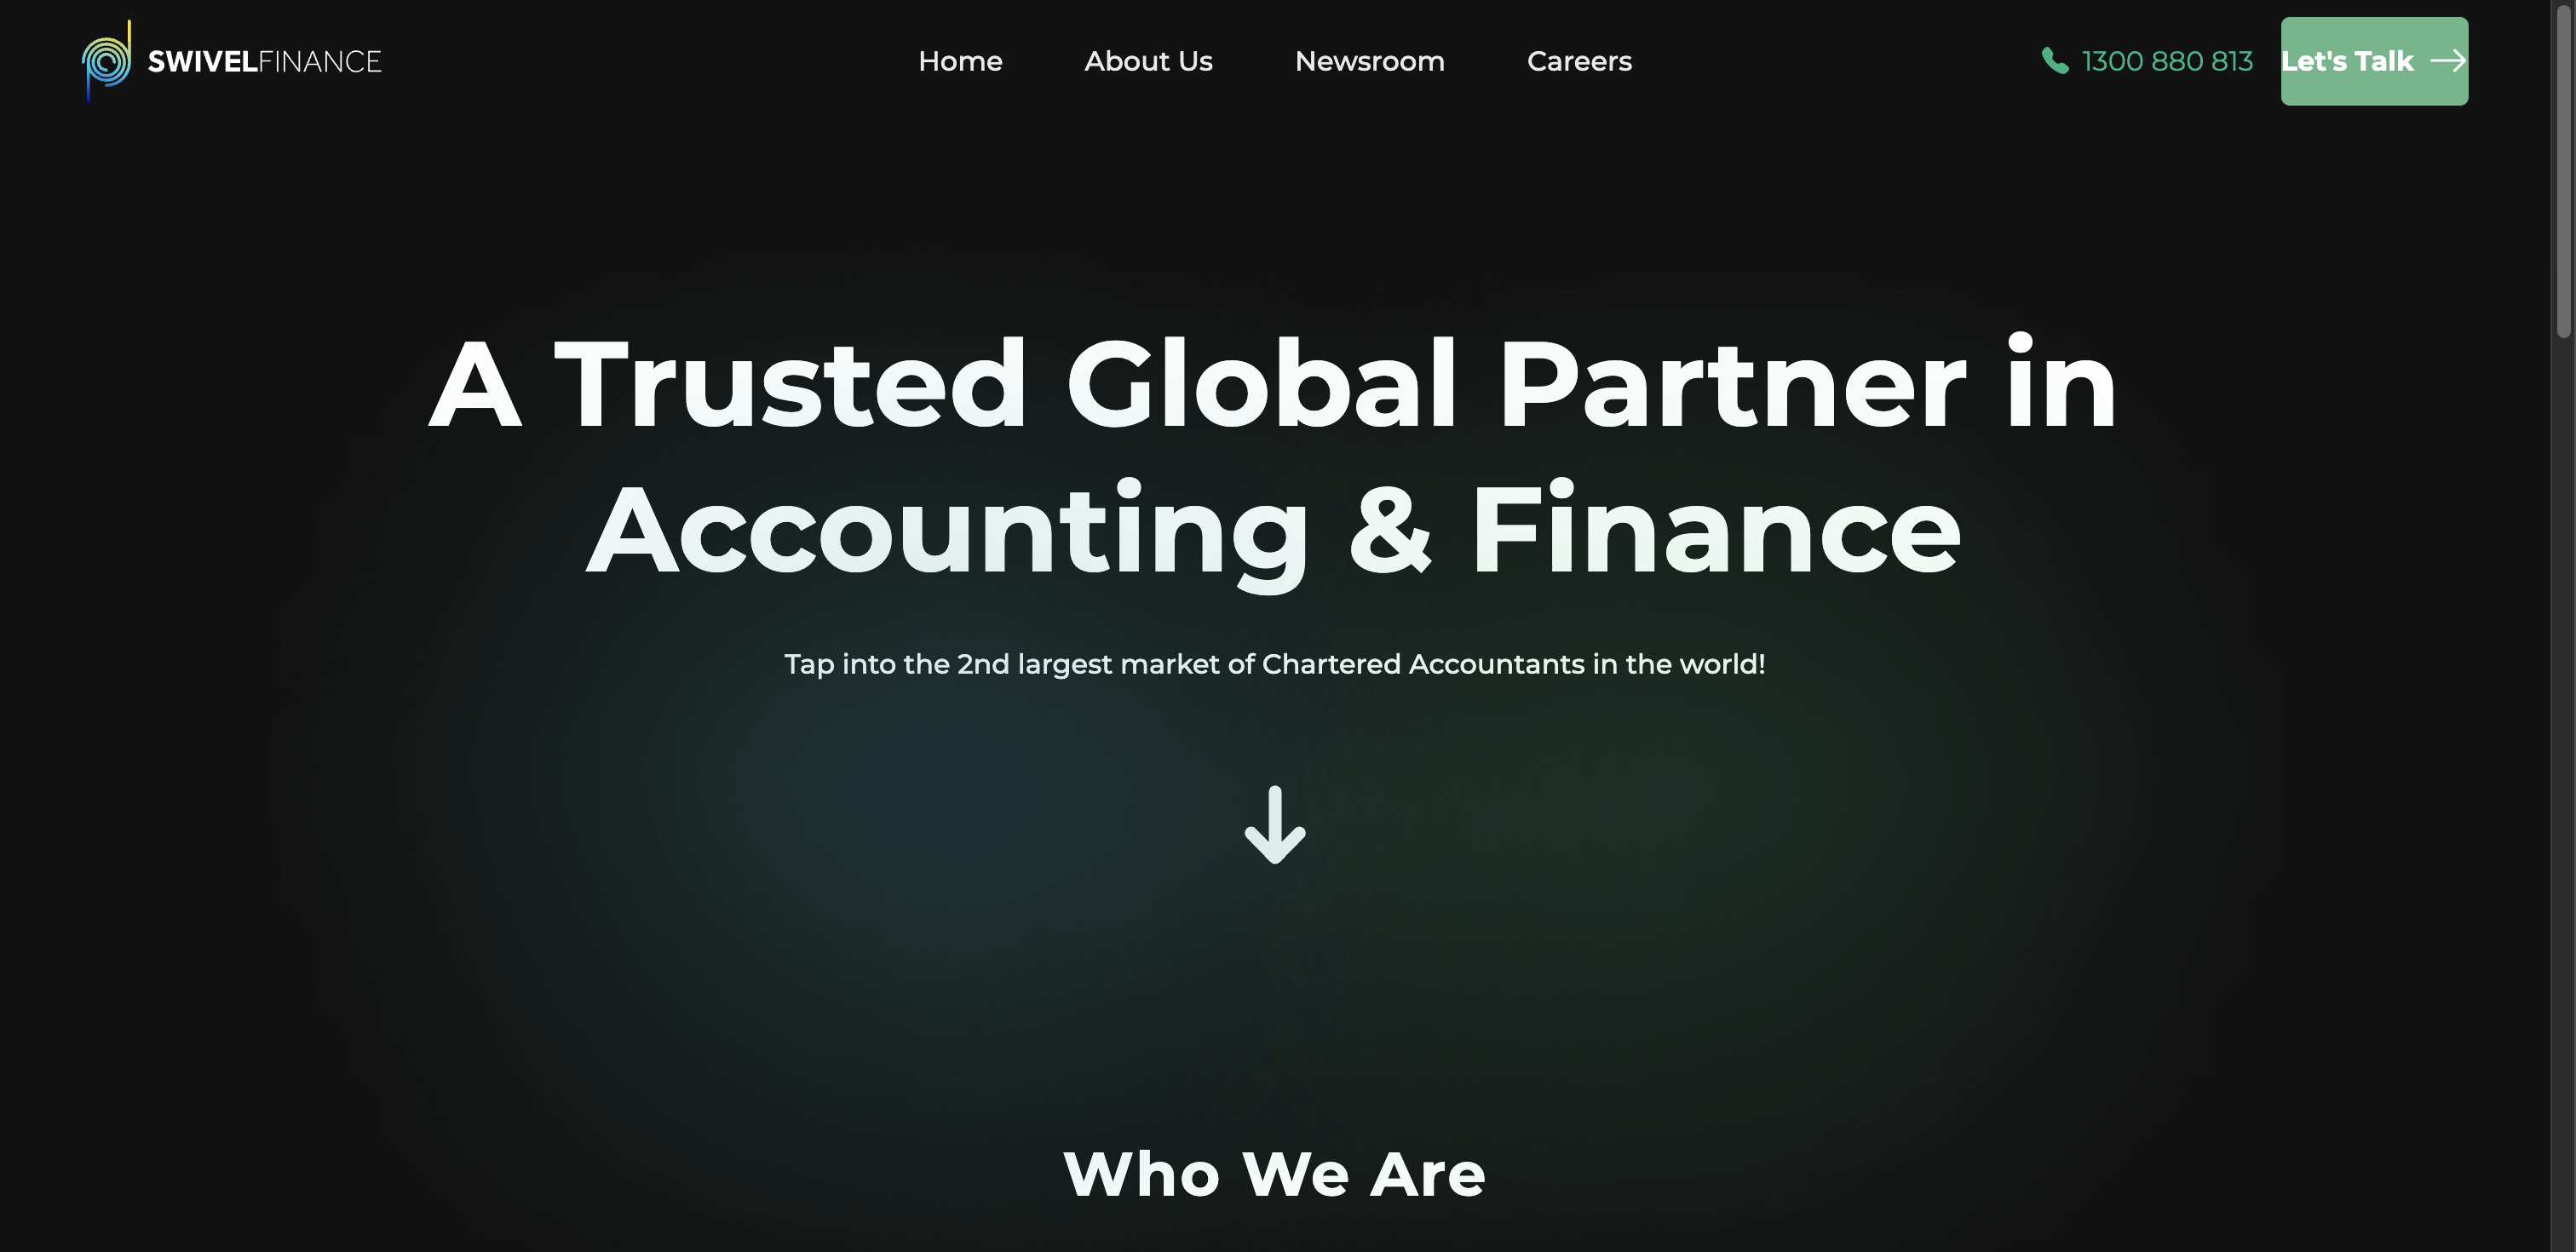 SWIVELFINANCE
Home
About Us
Newsroom
Careers
1300 880 813
Let's Talk
A Trusted Global Partner in
Accounting & Finance
Tap into the 2nd largest market of Chartered Accountants in the world!
Who We Are